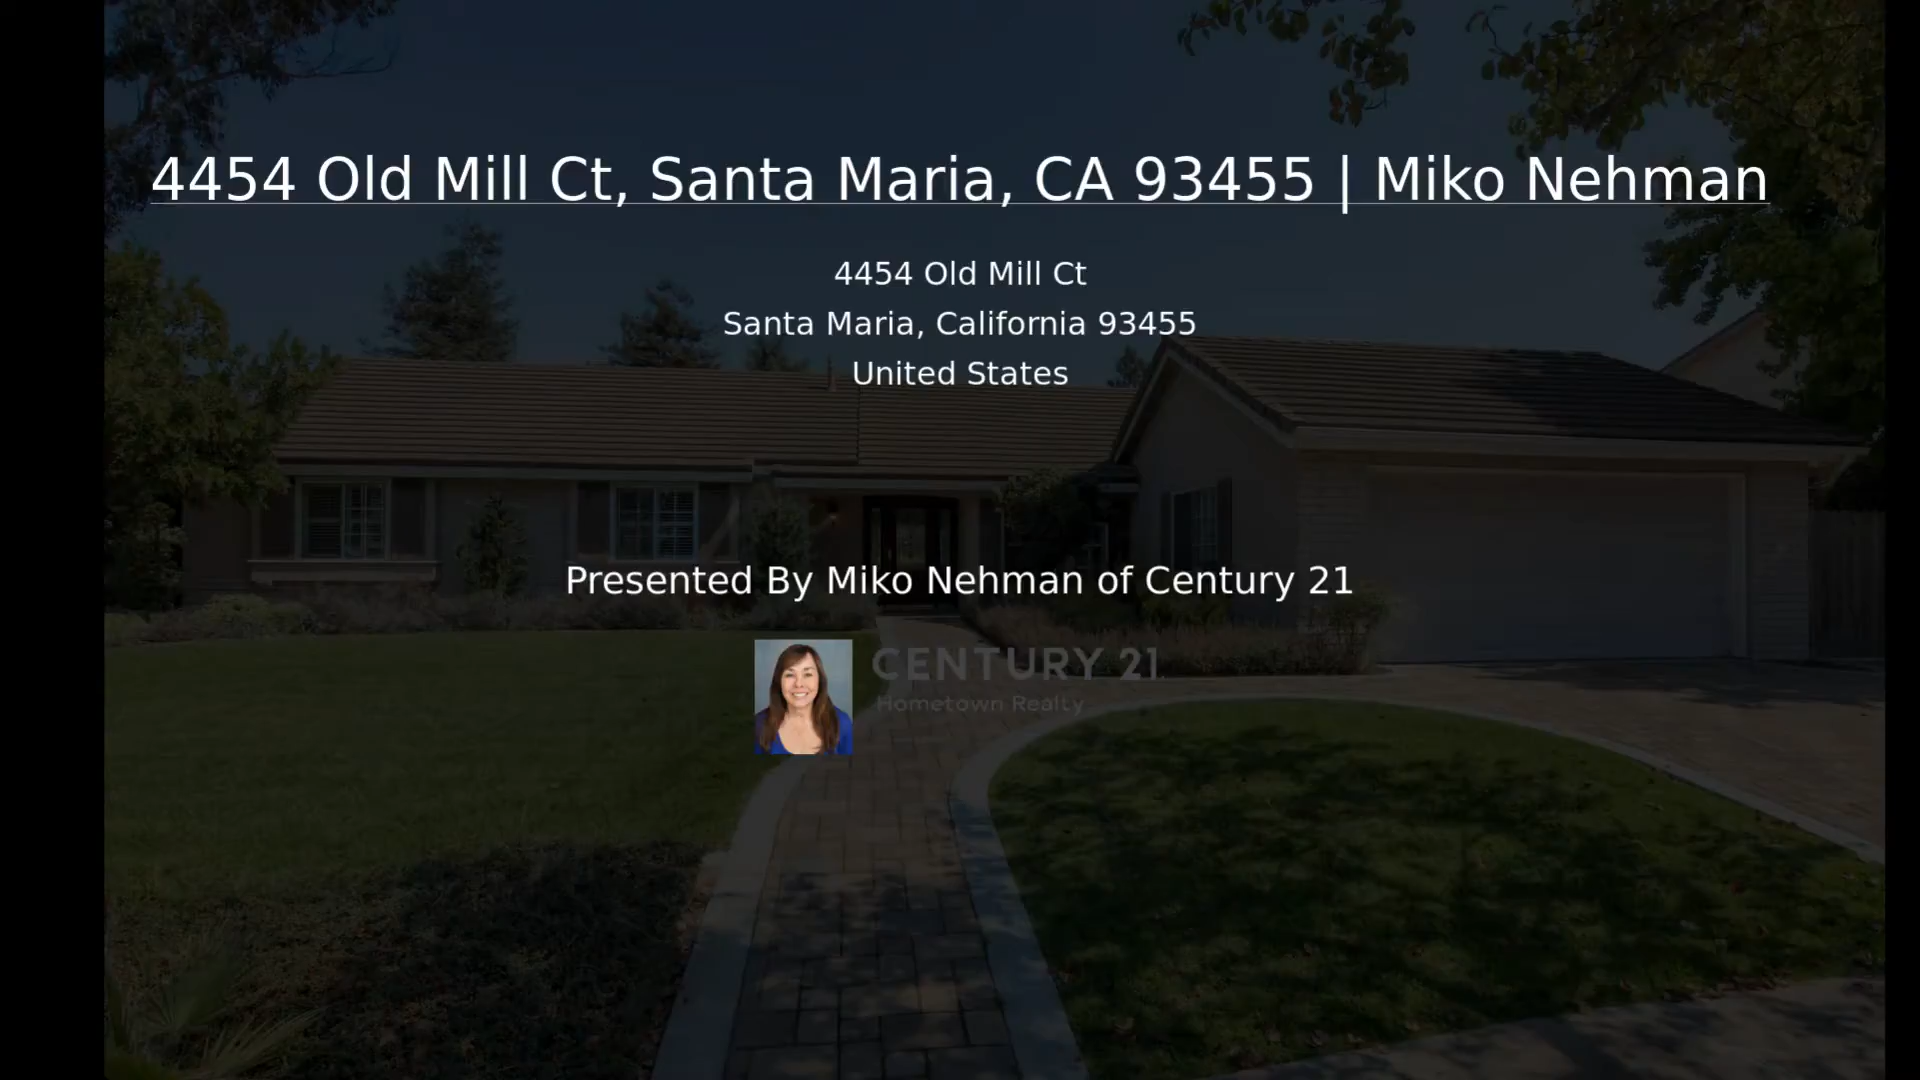 4454 Old Mill Ct, Santa Maria, CA 93455 | Miko Nehman
4454 Old Mill Ct
Santa Maria, California 93455
United States
Presented By Miko Nehman of Century 21
CENTURY 21.
Hometown Realty